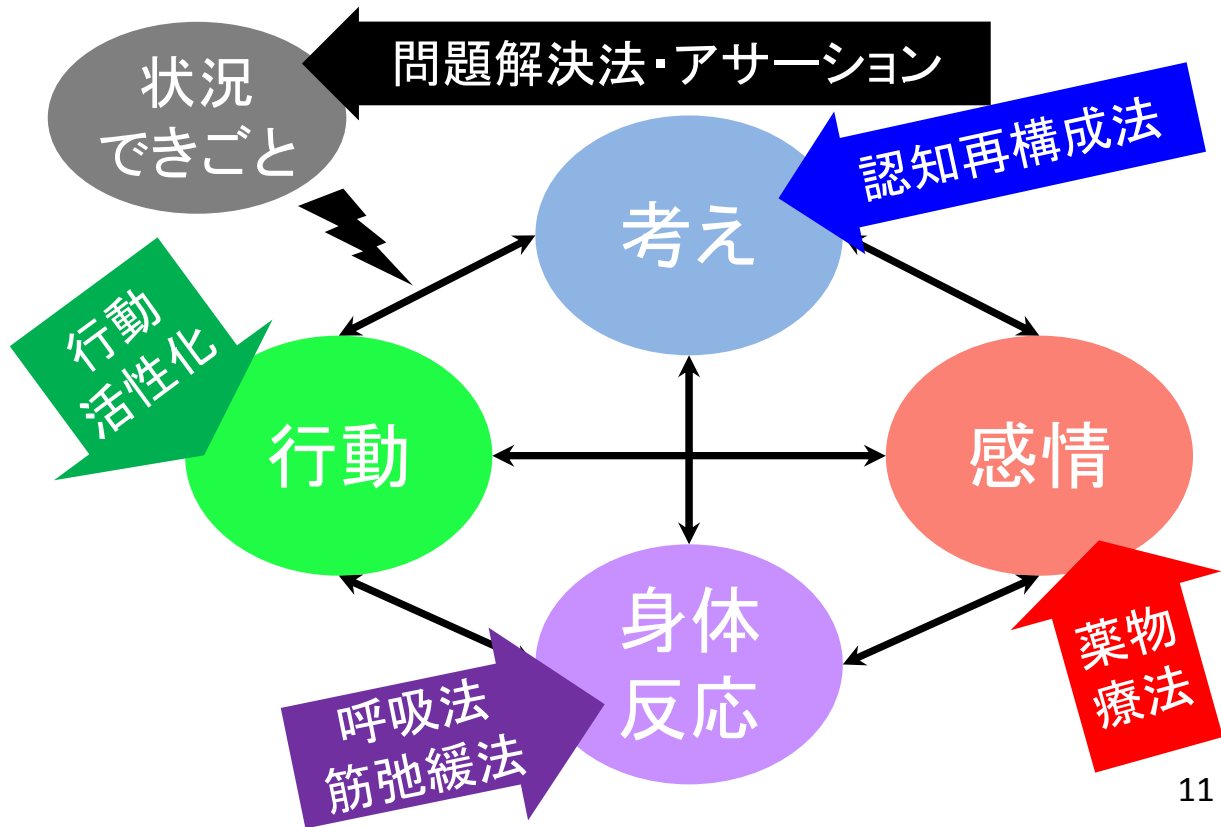 状況
できごと
問題解決法・アサーション
認知再構成法
考え
行動
活性化
行動
感情
身体
反応
呼吸法
筋弛緩法
薬物
療法
11